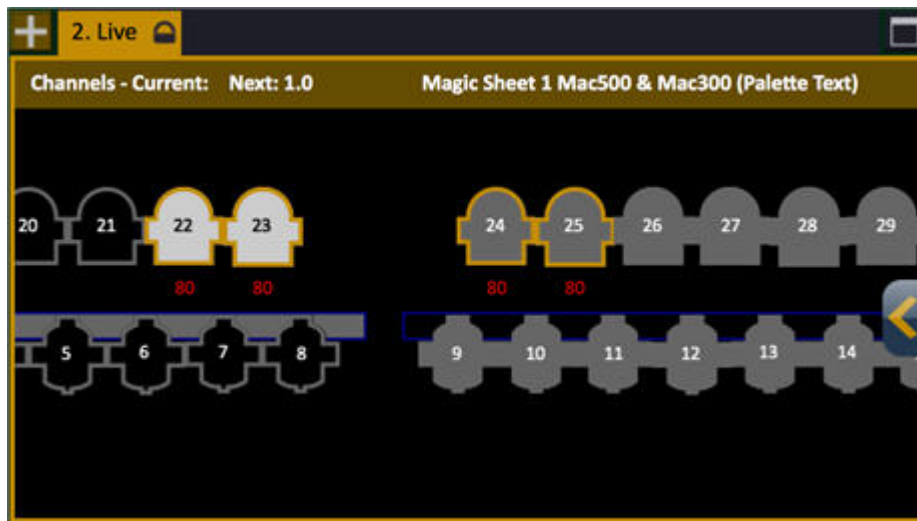 2. Live
Channels - Current: Next: 1.0 Magic Sheet 1 Mac500 & Mac300 (Palette Text)
20 21 22 23 24 25 26 27 28 29
80 80 80 80
5 6 7 8 9 10 11 12 13 14